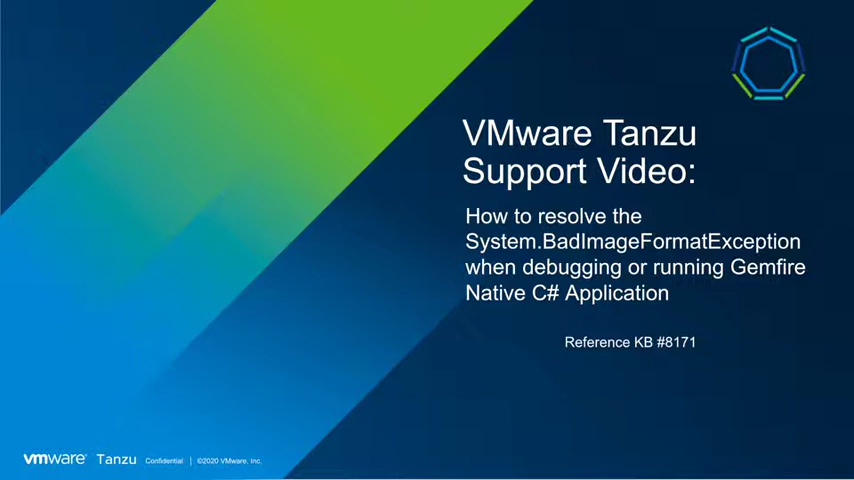 VMware Tanzu
Support Video:
How to resolve the
System.BadImageFormatException
when debugging or running Gemfire
Native C# Application
Reference KB #8171
vmware Tanzu Confidential | ©2020 VMware, Inc.